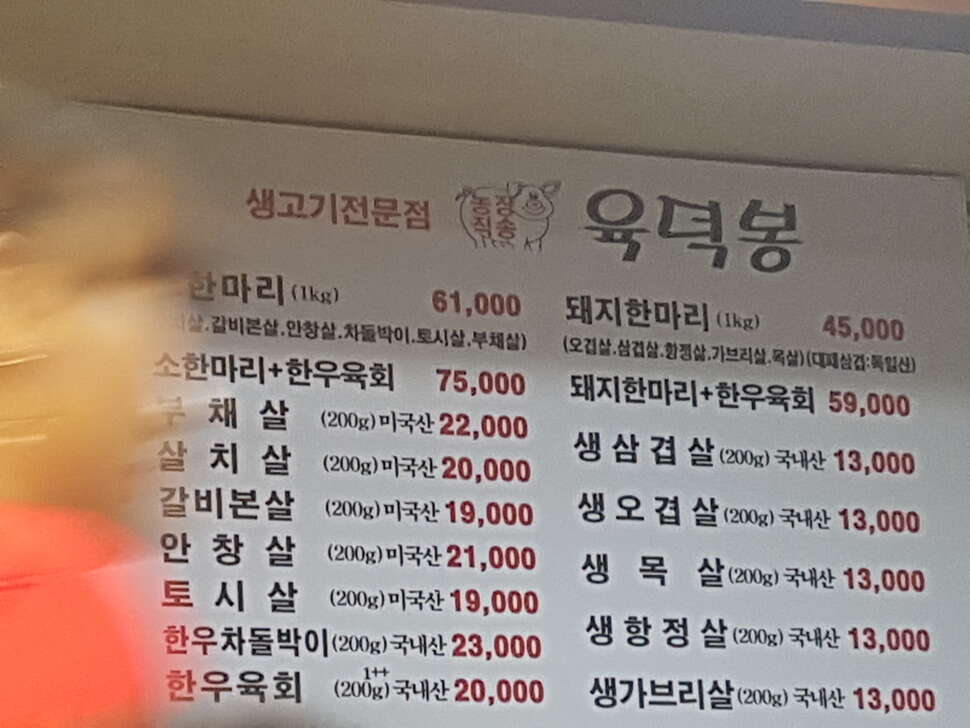 생고기전문점 농장직송 육덕봉
한마리(1kg) 61,000
살.갈비본살.안창살.차돌박이.토시살.부채살)
소한마리+한우육회 75,000
부채살 (200g)미국산 22,000
살치살 (200g)미국산 20,000
갈비본살 (200g)미국산 19,000
안창살 (200g)미국산 21,000
토시살 (200g)미국산 19,000
한우차돌박이(200g)국내산 23,000
1++
한우육회 (200g)국내산 20,000
돼지한마리(1kg) 45,000
(오겹살.삼겹살.항정살.가브리살.목살)(대패삼겹:독일산)
돼지한마리+한우육회 59,000
생삼겹살(200g)국내산 13,000
생오겹살(200g)국내산 13,000
생목살(200g)국내산 13,000
생항정살(200g)국내산 13,000
생가브리살(200g)국내산 13,000